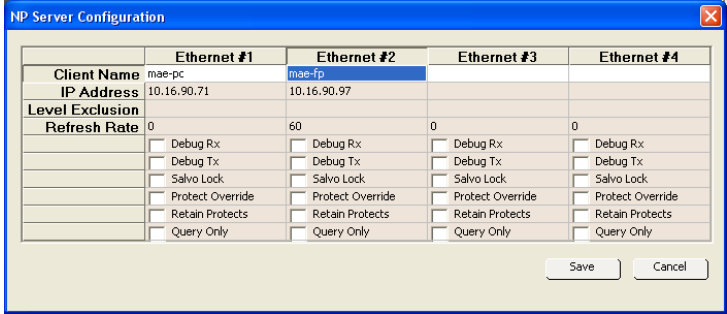 NP Server Configuration
Ethernet #1 Ethernet #2 Ethernet #3 Ethernet #4
Client Name mae-pc mae-fp
IP Address 10.16.90.71 10.16.90.97
Level Exclusion
Refresh Rate 0 60 0 0
Debug Rx Debug Rx Debug Rx Debug Rx
Debug Tx Debug Tx Debug Tx Debug Tx
Salvo Lock Salvo Lock Salvo Lock Salvo Lock
Protect Override Protect Override Protect Override Protect Override
Retain Protects Retain Protects Retain Protects Retain Protects
Query Only Query Only Query Only Query Only
Save Cancel